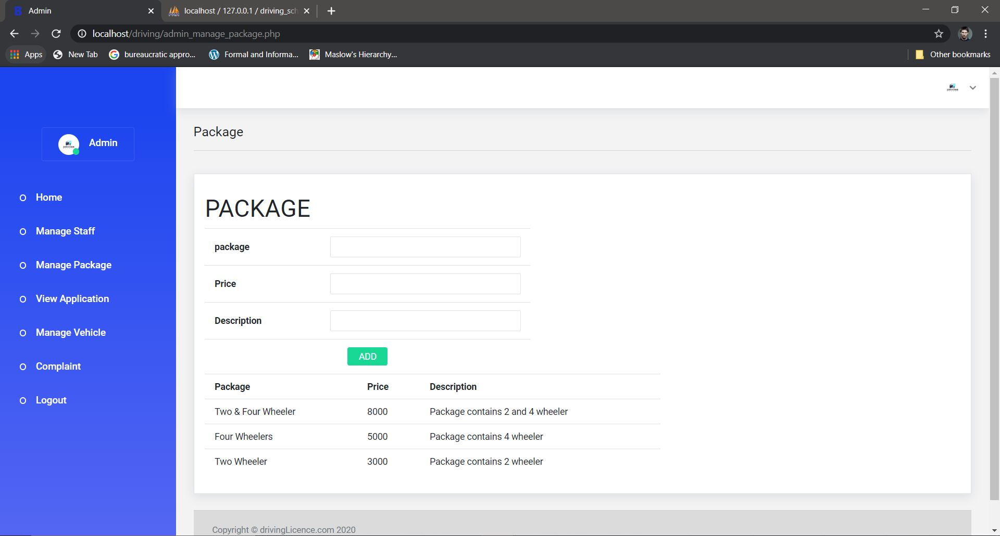 Admin
localhost / 127.0.0.1 / driving_sch
localhost/driving/admin_manage_package.php
Apps New Tab bureaucratic appro... Formal and Informa... Maslow's Hierarchy... Other bookmarks
DRIVING
Admin
Home
Manage Staff
Manage Package
View Application
Manage Vehicle
Complaint
Logout
Package
PACKAGE
package
Price
Description
ADD
Package Price Description
Two & Four Wheeler 8000 Package contains 2 and 4 wheeler
Four Wheelers 5000 Package contains 4 wheeler
Two Wheeler 3000 Package contains 2 wheeler
Copyright © drivingLicence.com 2020